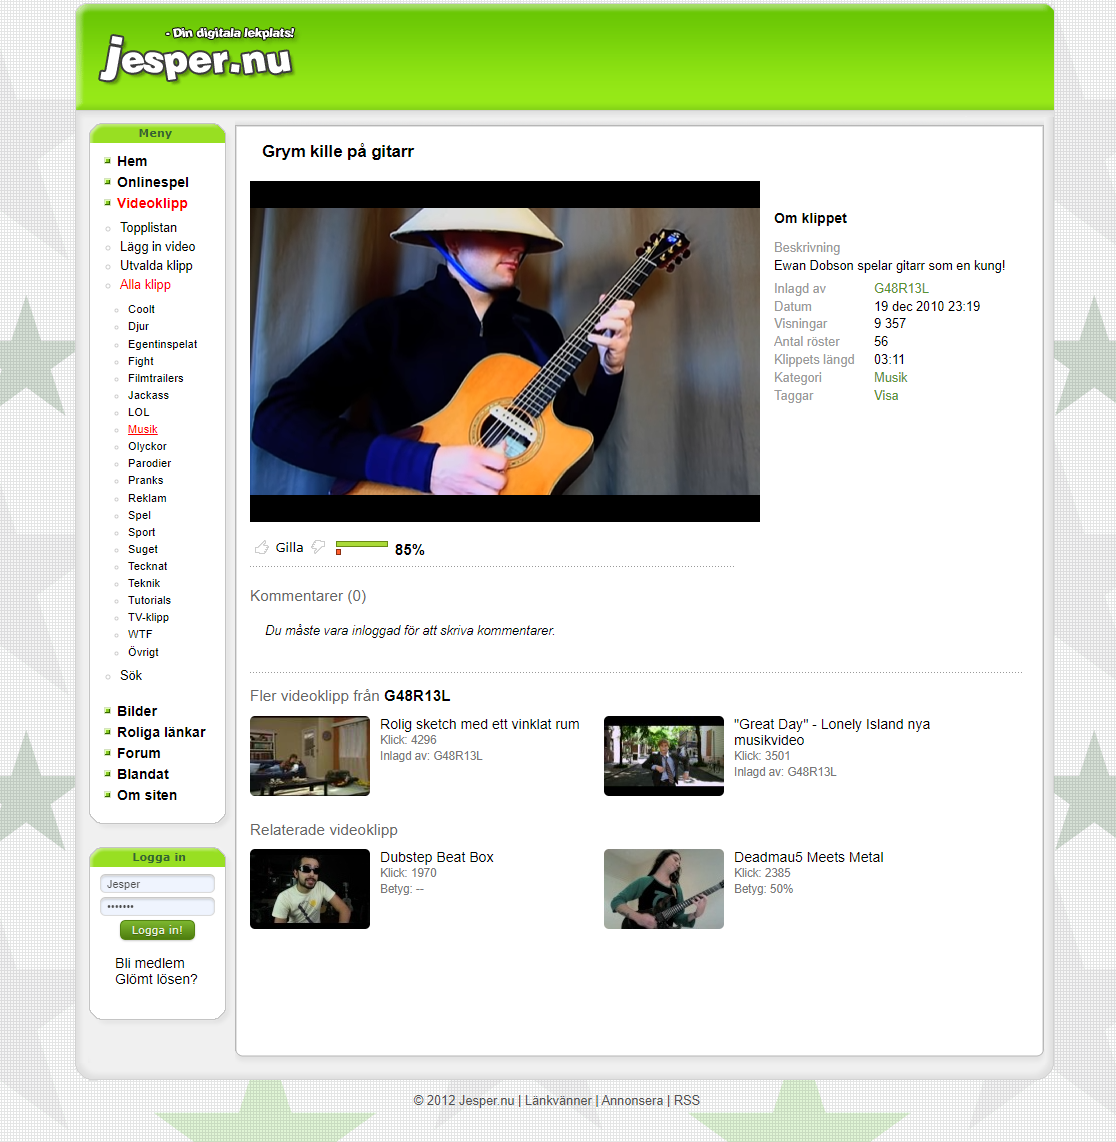 - Din digitala lekplats!
jesper.nu
Meny
Hem
Onlinespel
Videoklipp
Topplistan
Lägg in video
Utvalda klipp
Alla klipp
Coolt
Djur
Egentinspelat
Fight
Filmtrailers
Jackass
LOL
Musik
Olyckor
Parodier
Pranks
Reklam
Spel
Sport
Suget
Tecknat
Teknik
Tutorials
TV-klipp
WTF
Övrigt
Sök
Bilder
Roliga länkar
Forum
Blandat
Om siten
Logga in
Jesper
•••••••
Logga in!
Bli medlem
Glömt lösen?
Grym kille på gitarr
Om klippet
Beskrivning
Ewan Dobson spelar gitarr som en kung!
Inlagd av G48R13L
Datum 19 dec 2010 23:19
Visningar 9 357
Antal röster 56
Klippets längd 03:11
Kategori Musik
Taggar Visa
Gilla 85%
Kommentarer (0)
Du måste vara inloggad för att skriva kommentarer.
Fler videoklipp från G48R13L
Rolig sketch med ett vinklat rum
Klick: 4296
Inlagd av: G48R13L
"Great Day" - Lonely Island nya
musikvideo
Klick: 3501
Inlagd av: G48R13L
Relaterade videoklipp
Dubstep Beat Box
Klick: 1970
Betyg: --
Deadmau5 Meets Metal
Klick: 2385
Betyg: 50%
© 2012 Jesper.nu | Länkvänner | Annonsera | RSS